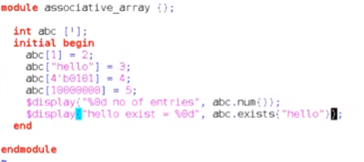 module associative_array {};
int abc [*];
initial begin
abc[1] = 2;
abc["hello"] = 3;
abc[4'b0101] = 4;
abc[10000000] = 5;
$display("%0d no of entries", abc.num());
$display("hello exist = %0d", abc.exists("hello"));
end
endmodule
~